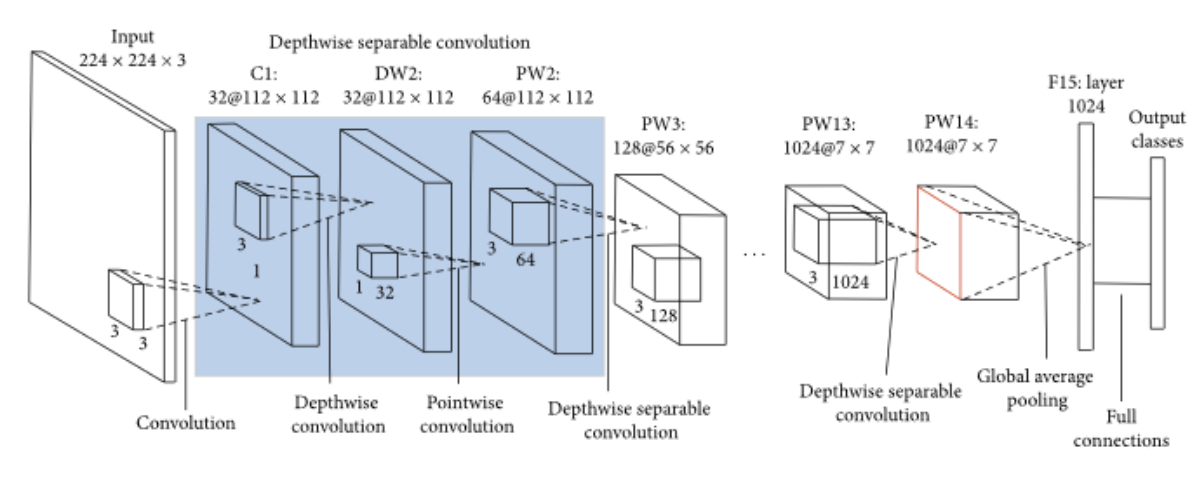 Input
224 × 224 × 3
Depthwise separable convolution
C1:
32@112 × 112
DW2:
32@112 × 112
PW2:
64@112 × 112
PW3:
128@56 × 56
PW13:
1024@7 × 7
PW14:
1024@7 × 7
F15: layer
1024
Output
classes
3
3
3
1
1
32
3
64
3
128
...
3
1024
Convolution
Depthwise
convolution
Pointwise
convolution
Depthwise separable
convolution
Depthwise separable
convolution
Global average
pooling
Full
connections